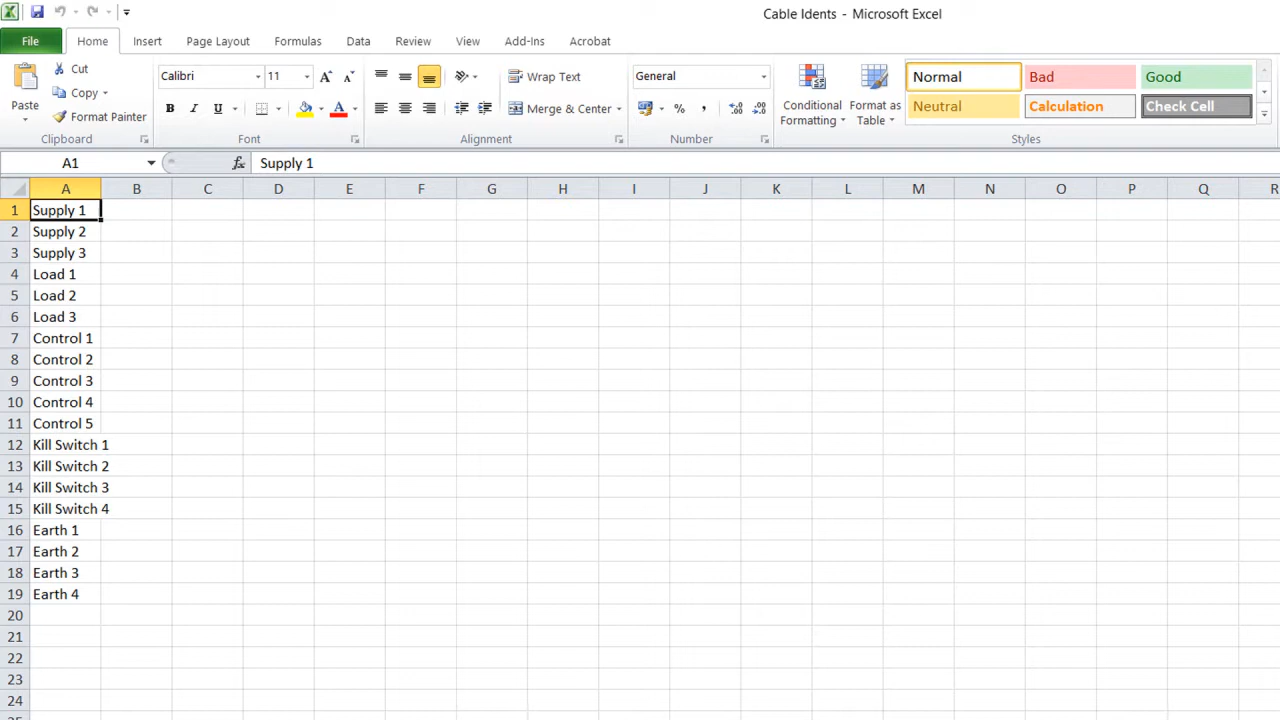 Cable Idents - Microsoft Excel
File Home Insert Page Layout Formulas Data Review View Add-Ins Acrobat
Paste
Cut
Copy
Format Painter
Clipboard
Calibri 11
B I U A
Font
Wrap Text
Merge & Center
Alignment
General
%
Number
Conditional Formatting
Format as Table
Normal Bad Good
Neutral Calculation Check Cell
Styles
A1 fx Supply 1
A B C D E F G H I J K L M N O P Q R
1 Supply 1
2 Supply 2
3 Supply 3
4 Load 1
5 Load 2
6 Load 3
7 Control 1
8 Control 2
9 Control 3
10 Control 4
11 Control 5
12 Kill Switch 1
13 Kill Switch 2
14 Kill Switch 3
15 Kill Switch 4
16 Earth 1
17 Earth 2
18 Earth 3
19 Earth 4
20
21
22
23
24